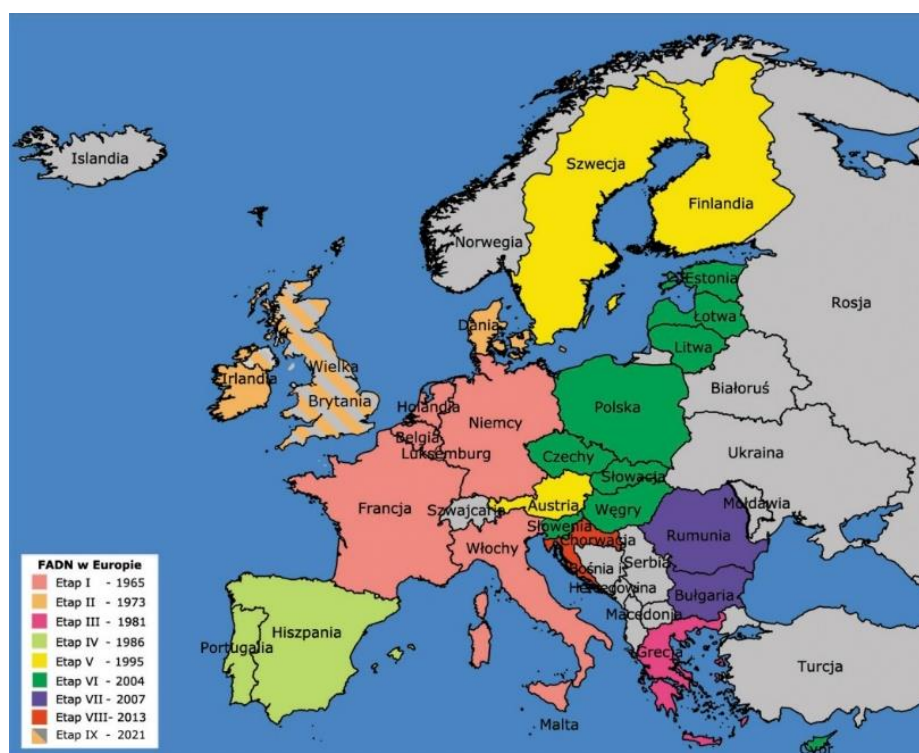 Islandia
Szwecja
Finlandia
Norwegia
Estonia
Rosja
Łotwa
Dania
Litwa
Wielka
Brytania
Irlandia
Białoruś
Holandia
Niemcy
Polska
Belgia
Luksemburg
Ukraina
Czechy
Słowacja
Francja
Szwajcaria
Austria
Węgry
Mołdawia
Słowenia
Chorwacja
Rumunia
Włochy
Bośnia
Serbia
Hercegowina
Bułgaria
Macedonia
Portugalia
Hiszpania
Grecja
Turcja
Malta
Cypr
FADN w Europie
Etap I - 1965
Etap II - 1973
Etap III - 1981
Etap IV - 1986
Etap V - 1995
Etap VI - 2004
Etap VII - 2007
Etap VIII- 2013
Etap IX - 2021